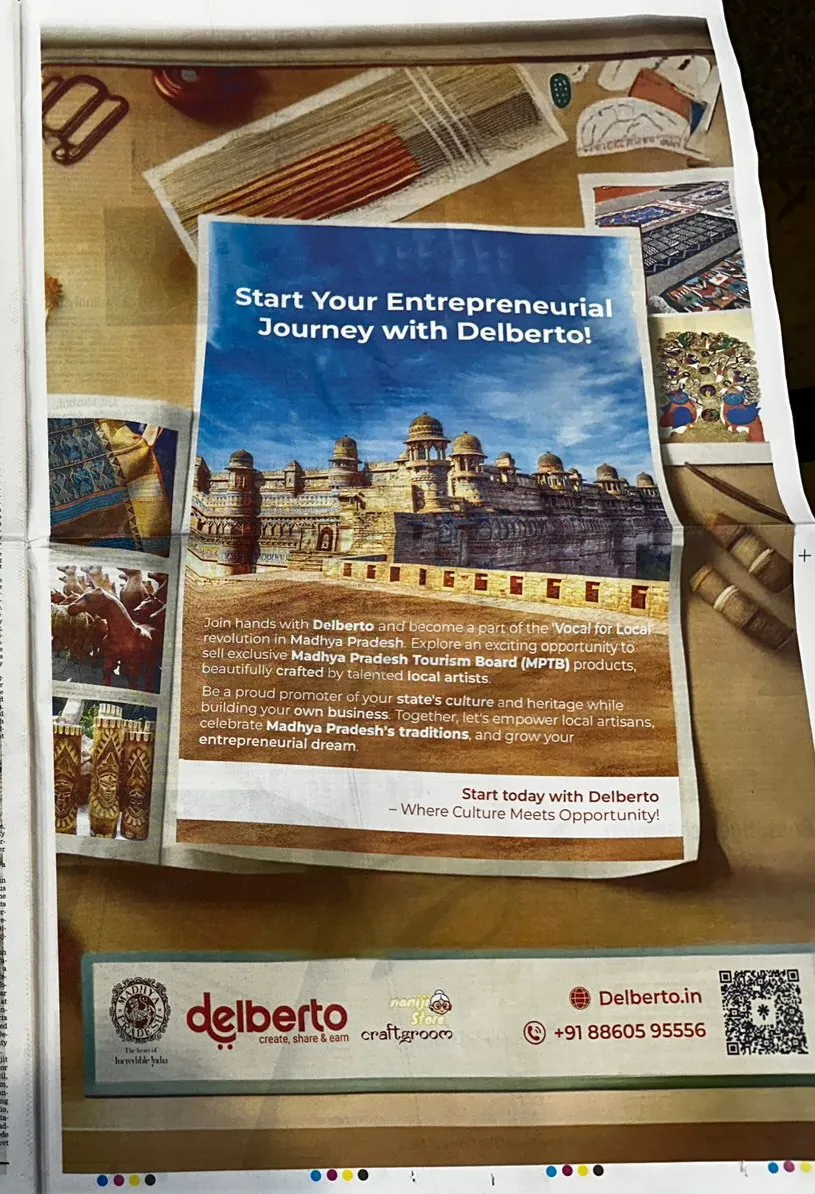 Start Your Entrepreneurial
Journey with Delberto!
Join hands with Delberto and become a part of the 'Vocal for Local'
revolution in Madhya Pradesh. Explore an exciting opportunity to
sell exclusive Madhya Pradesh Tourism Board (MPTB) products,
beautifully crafted by talented local artists.
Be a proud promoter of your state's culture and heritage while
building your own business. Together, let's empower local artisans,
celebrate Madhya Pradesh's traditions, and grow your
entrepreneurial dream.
Start today with Delberto
– Where Culture Meets Opportunity!
MADHYA
PRADESH
The heart of
Incredible India
delberto
create, share & earn
naniji
Store
craftgroom
Delberto.in
+91 88605 95556